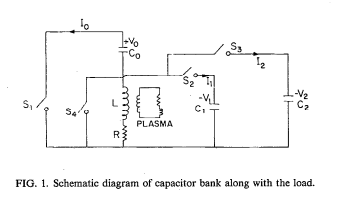 I₀
+V₀
C₀
S₃
I₂
S₂
I₁
S₁
S₄
L
-V₁
C₁
-V₂
C₂
PLASMA
R
FIG. 1. Schematic diagram of capacitor bank along with the load.